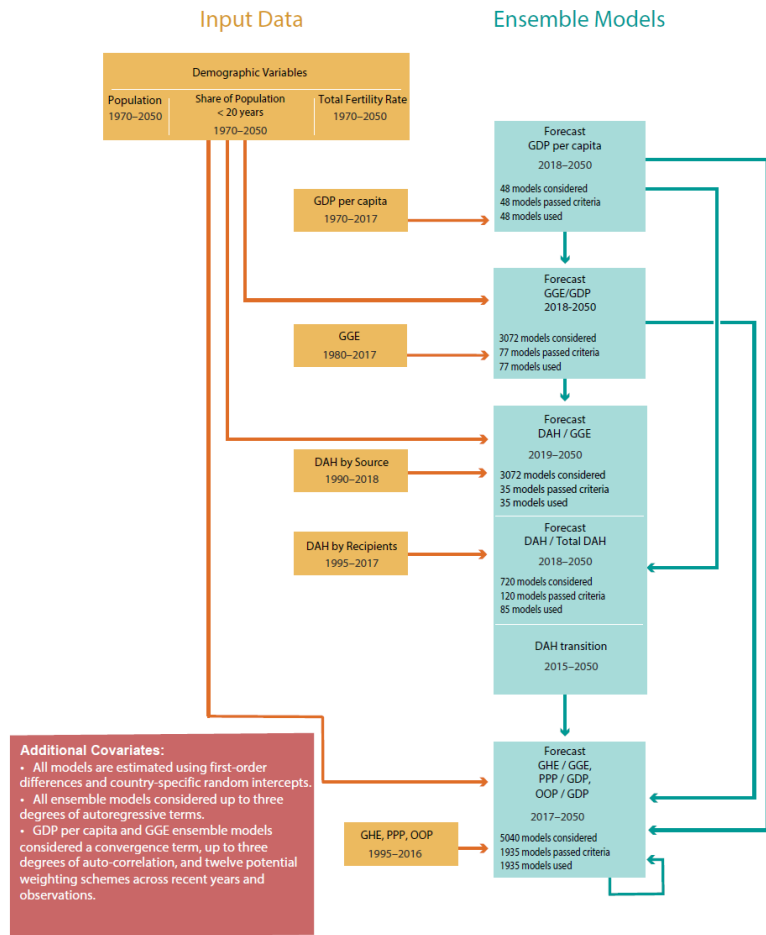 Input Data
Ensemble Models
Demographic Variables
Population
1970–2050
Share of Population
< 20 years
1970–2050
Total Fertility Rate
1970–2050
Forecast
GDP per capita
2018–2050
48 models considered
48 models passed criteria
48 models used
GDP per capita
1970–2017
Forecast
GGE/GDP
2018-2050
3072 models considered
77 models passed criteria
77 models used
GGE
1980–2017
Forecast
DAH / GGE
2019–2050
3072 models considered
35 models passed criteria
35 models used
DAH by Source
1990–2018
Forecast
DAH / Total DAH
2018–2050
720 models considered
120 models passed criteria
85 models used
DAH by Recipients
1995–2017
DAH transition
2015–2050
Forecast
GHE / GGE,
PPP / GDP,
OOP / GDP
2017–2050
5040 models considered
1935 models passed criteria
1935 models used
GHE, PPP, OOP
1995–2016
Additional Covariates:
• All models are estimated using first-order
differences and country-specific random intercepts.
• All ensemble models considered up to three
degrees of autoregressive terms.
• GDP per capita and GGE ensemble models
considered a convergence term, up to three
degrees of auto-correlation, and twelve potential
weighting schemes across recent years and
observations.